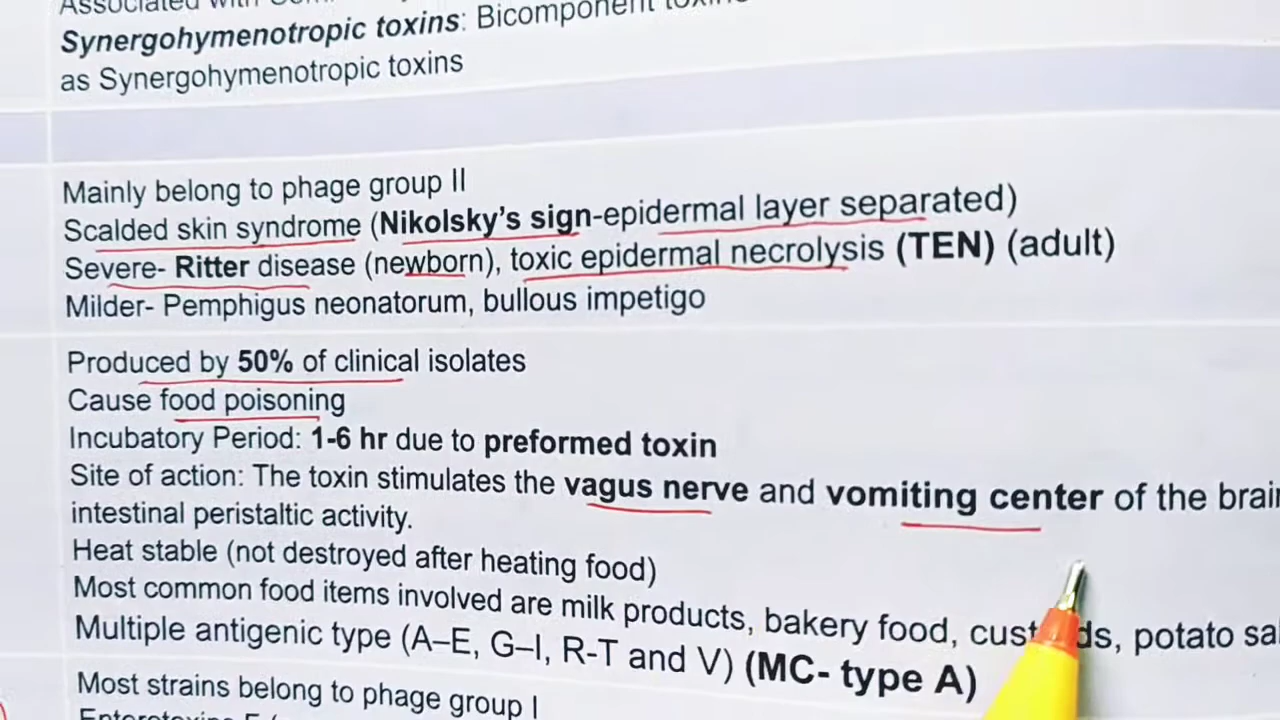 Associated with
Synergohymenotropic toxins: Bicomponent toxins
as Synergohymenotropic toxins
Mainly belong to phage group II
Scalded skin syndrome (Nikolsky's sign-epidermal layer separated)
Severe- Ritter disease (newborn), toxic epidermal necrolysis (TEN) (adult)
Milder- Pemphigus neonatorum, bullous impetigo
Produced by 50% of clinical isolates
Cause food poisoning
Incubatory Period: 1-6 hr due to preformed toxin
Site of action: The toxin stimulates the vagus nerve and vomiting center of the brain
intestinal peristaltic activity.
Heat stable (not destroyed after heating food)
Most common food items involved are milk products, bakery food, custards, potato
Multiple antigenic type (A–E, G–I, R-T and V) (MC- type A)
Most strains belong to phage group I